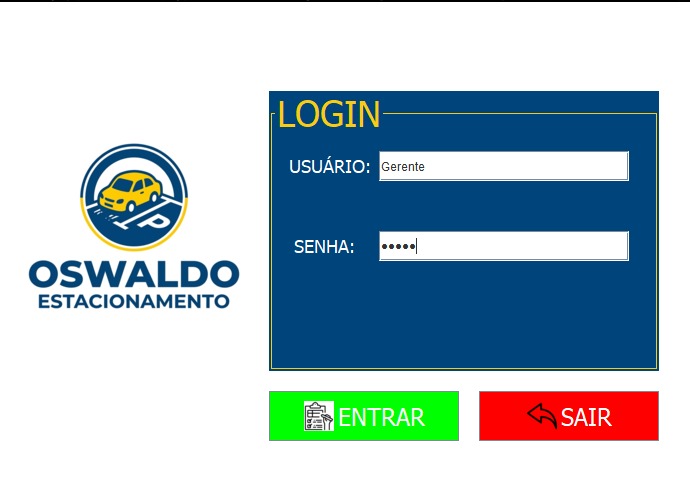 LOGIN
USUÁRIO: Gerente
SENHA: •••••
P
OSWALDO
ESTACIONAMENTO
ENTRAR
SAIR